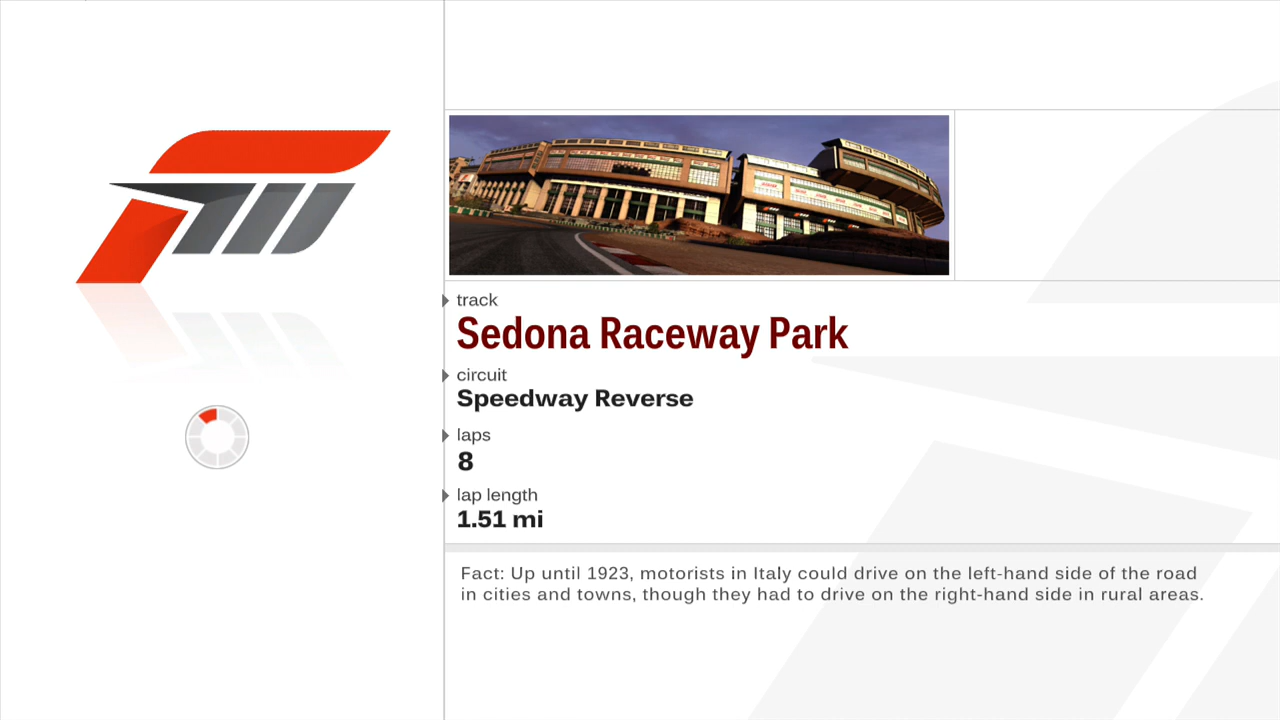 track
Sedona Raceway Park
circuit
Speedway Reverse
laps
8
lap length
1.51 mi
Fact: Up until 1923, motorists in Italy could drive on the left-hand side of the road
in cities and towns, though they had to drive on the right-hand side in rural areas.